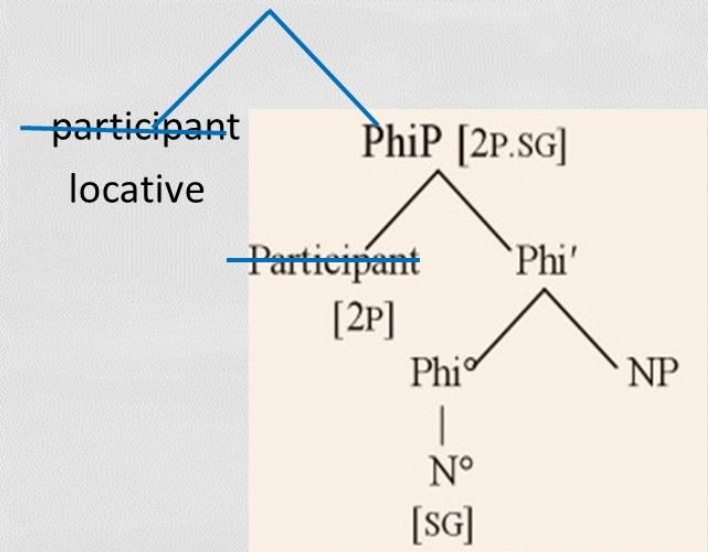 participant
locative
PhiP [2P.SG]
Participant Phi′
[2P]
Phi° NP
N°
[SG]